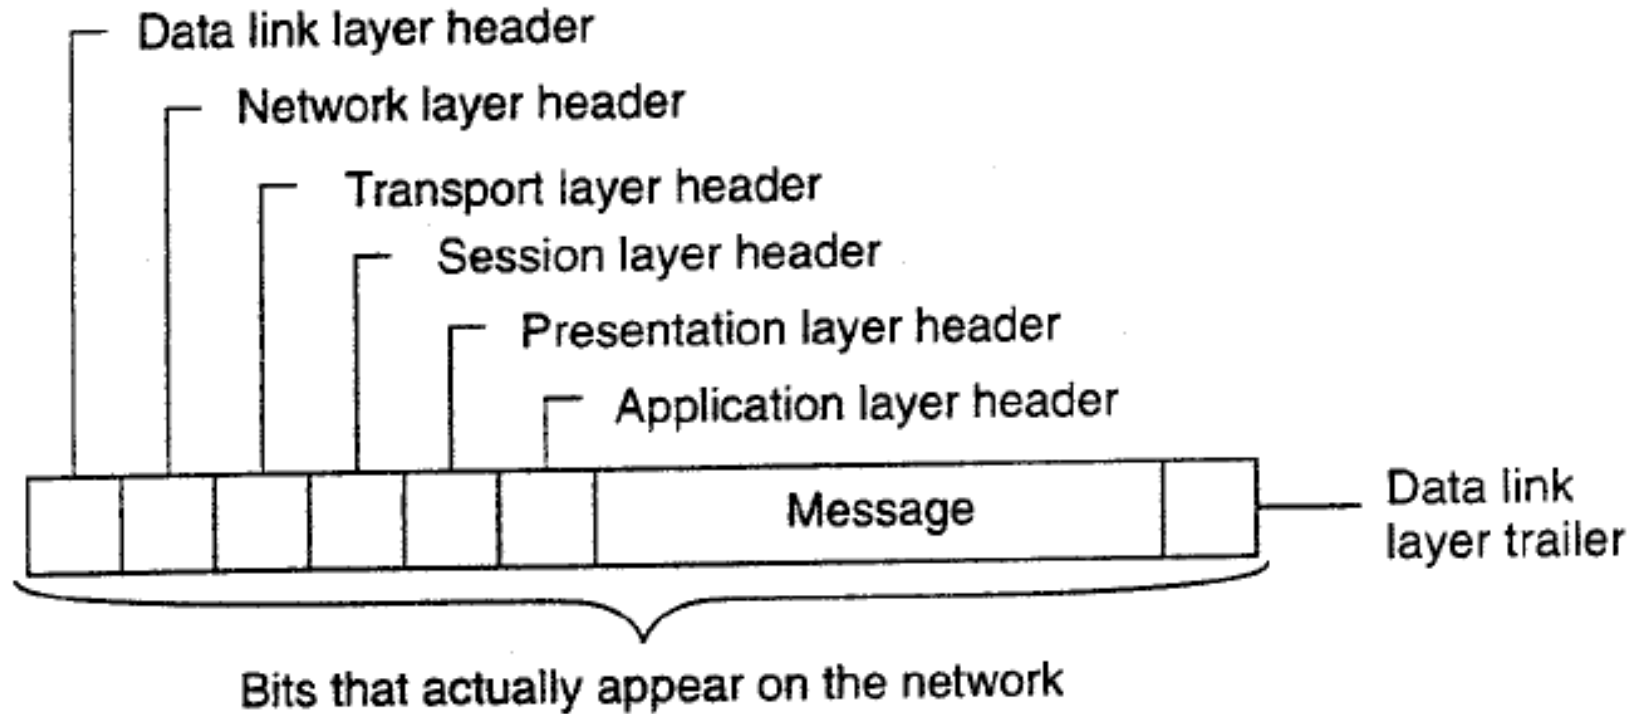 Data link layer header
Network layer header
Transport layer header
Session layer header
Presentation layer header
Application layer header
Message
Data link
layer trailer
Bits that actually appear on the network